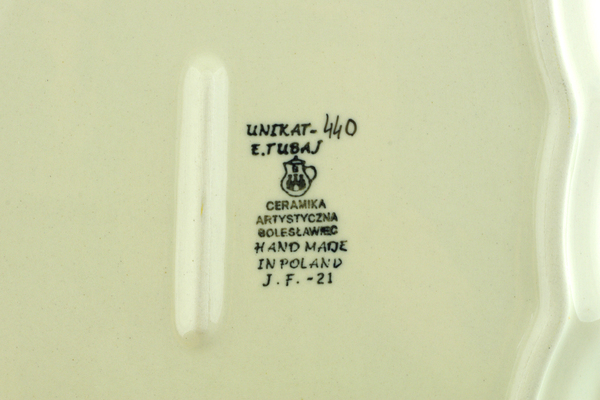 UNIKAT-440
E.TUBAJ
CERAMIKA
ARTYSTYCZNA
BOLESŁAWIEC
HAND MADE
IN POLAND
J.F.-21